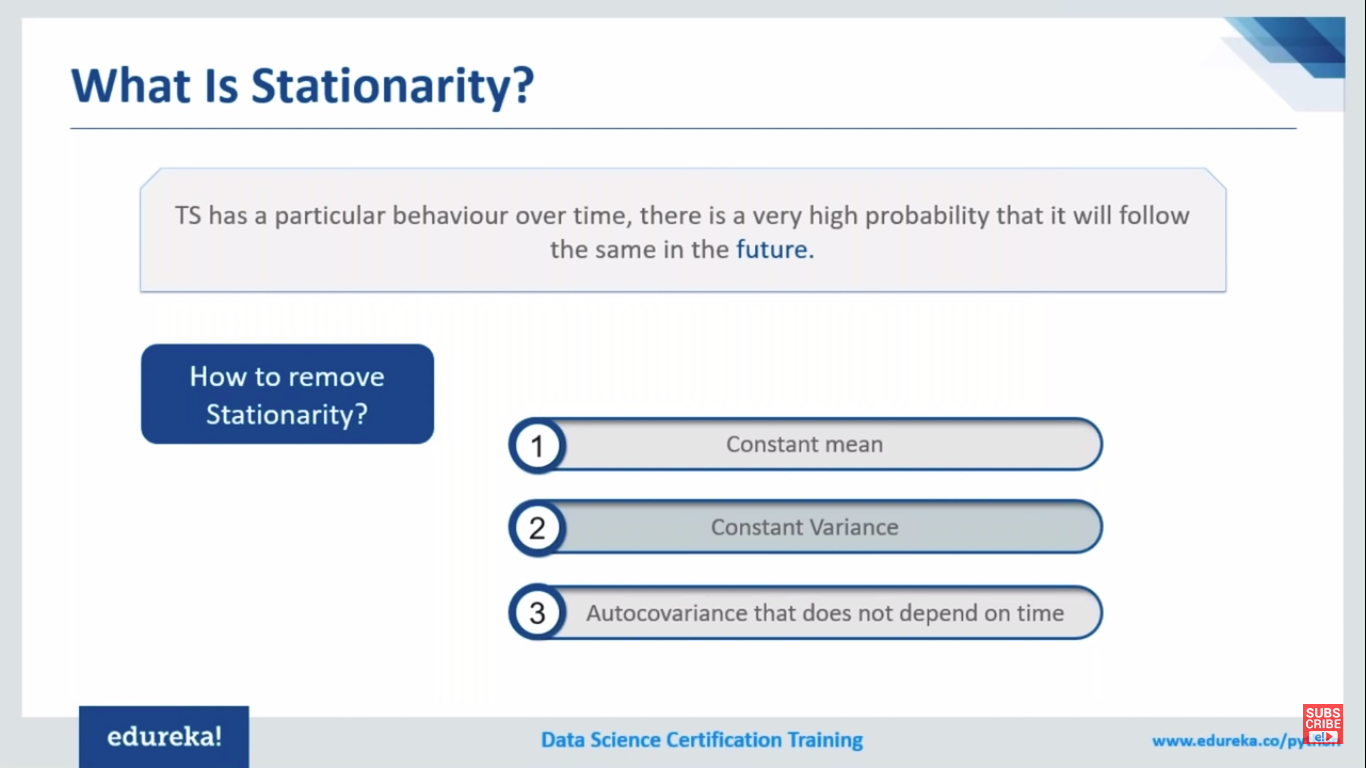 What Is Stationarity?
TS has a particular behaviour over time, there is a very high probability that it will follow
the same in the future.
How to remove
Stationarity?
1 Constant mean
2 Constant Variance
3 Autocovariance that does not depend on time
edureka!
Data Science Certification Training
www.edureka.co/python
SUBS
CRIBE
e!